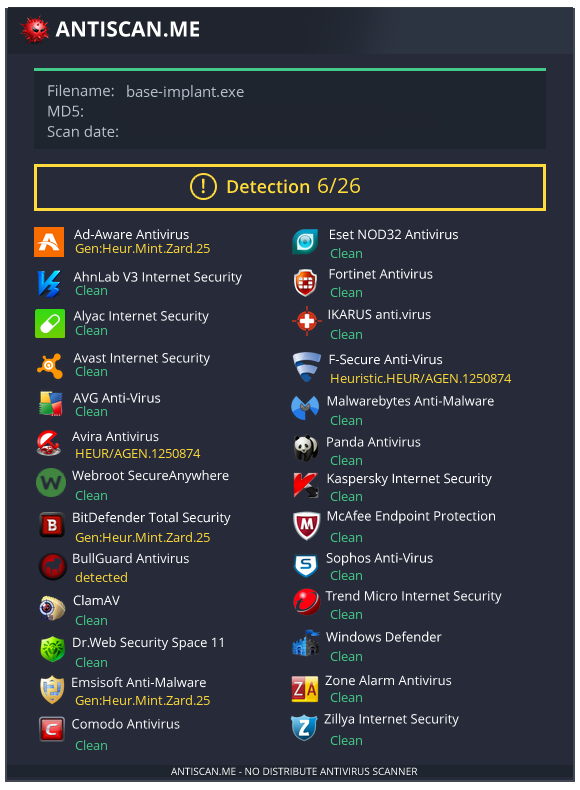 ANTISCAN.ME
Filename: base-implant.exe
MD5:
Scan date:
! Detection 6/26
Ad-Aware Antivirus
Gen:Heur.Mint.Zard.25
AhnLab V3 Internet Security
Clean
Alyac Internet Security
Clean
Avast Internet Security
Clean
AVG Anti-Virus
Clean
Avira Antivirus
HEUR/AGEN.1250874
W Webroot SecureAnywhere
Clean
B BitDefender Total Security
Gen:Heur.Mint.Zard.25
BullGuard Antivirus
detected
ClamAV
Clean
Dr.Web Security Space 11
Clean
Emsisoft Anti-Malware
Gen:Heur.Mint.Zard.25
C Comodo Antivirus
Clean
Eset NOD32 Antivirus
Clean
Fortinet Antivirus
Clean
IKARUS anti.virus
Clean
F-Secure Anti-Virus
Heuristic.HEUR/AGEN.1250874
Malwarebytes Anti-Malware
Clean
Panda Antivirus
Clean
Kaspersky Internet Security
Clean
M McAfee Endpoint Protection
Clean
S Sophos Anti-Virus
Clean
Trend Micro Internet Security
Clean
Windows Defender
Clean
ZA Zone Alarm Antivirus
Clean
Z Zillya Internet Security
Clean
ANTISCAN.ME - NO DISTRIBUTE ANTIVIRUS SCANNER